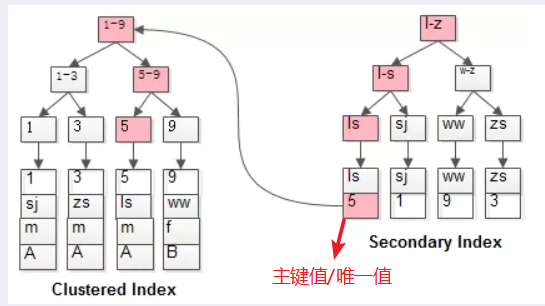 1-9
1-3
5-9
1
3
5
9
1
sj
m
A
3
zs
m
A
5
ls
m
A
9
ww
f
B
Clustered Index
l-z
l-s
w-z
ls
sj
ww
zs
ls
5
sj
1
ww
9
zs
3
Secondary Index
主键值/唯一值